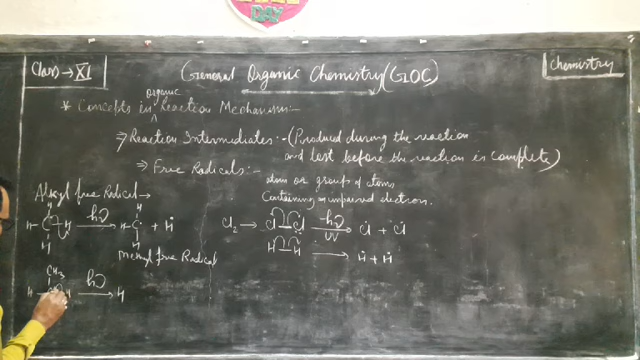 DAY
Class → XI
General Organic Chemistry (GOC)
Chemistry
organic
* Concepts in Reaction Mechanism:-
⇒ Reaction Intermediates:- (Produced during the reaction
and lost before the reaction is complete)
⇒ Free Radicals:-
atom or groups of atoms
Containing unpaired electron.
Alkyl free Radical →
H
H C H hν → H C + H
H
Cl₂ → Cl Cl hν → Cl + Cl
UV
H H → H + H
Methyl free Radical
CH₃
H H hν → H